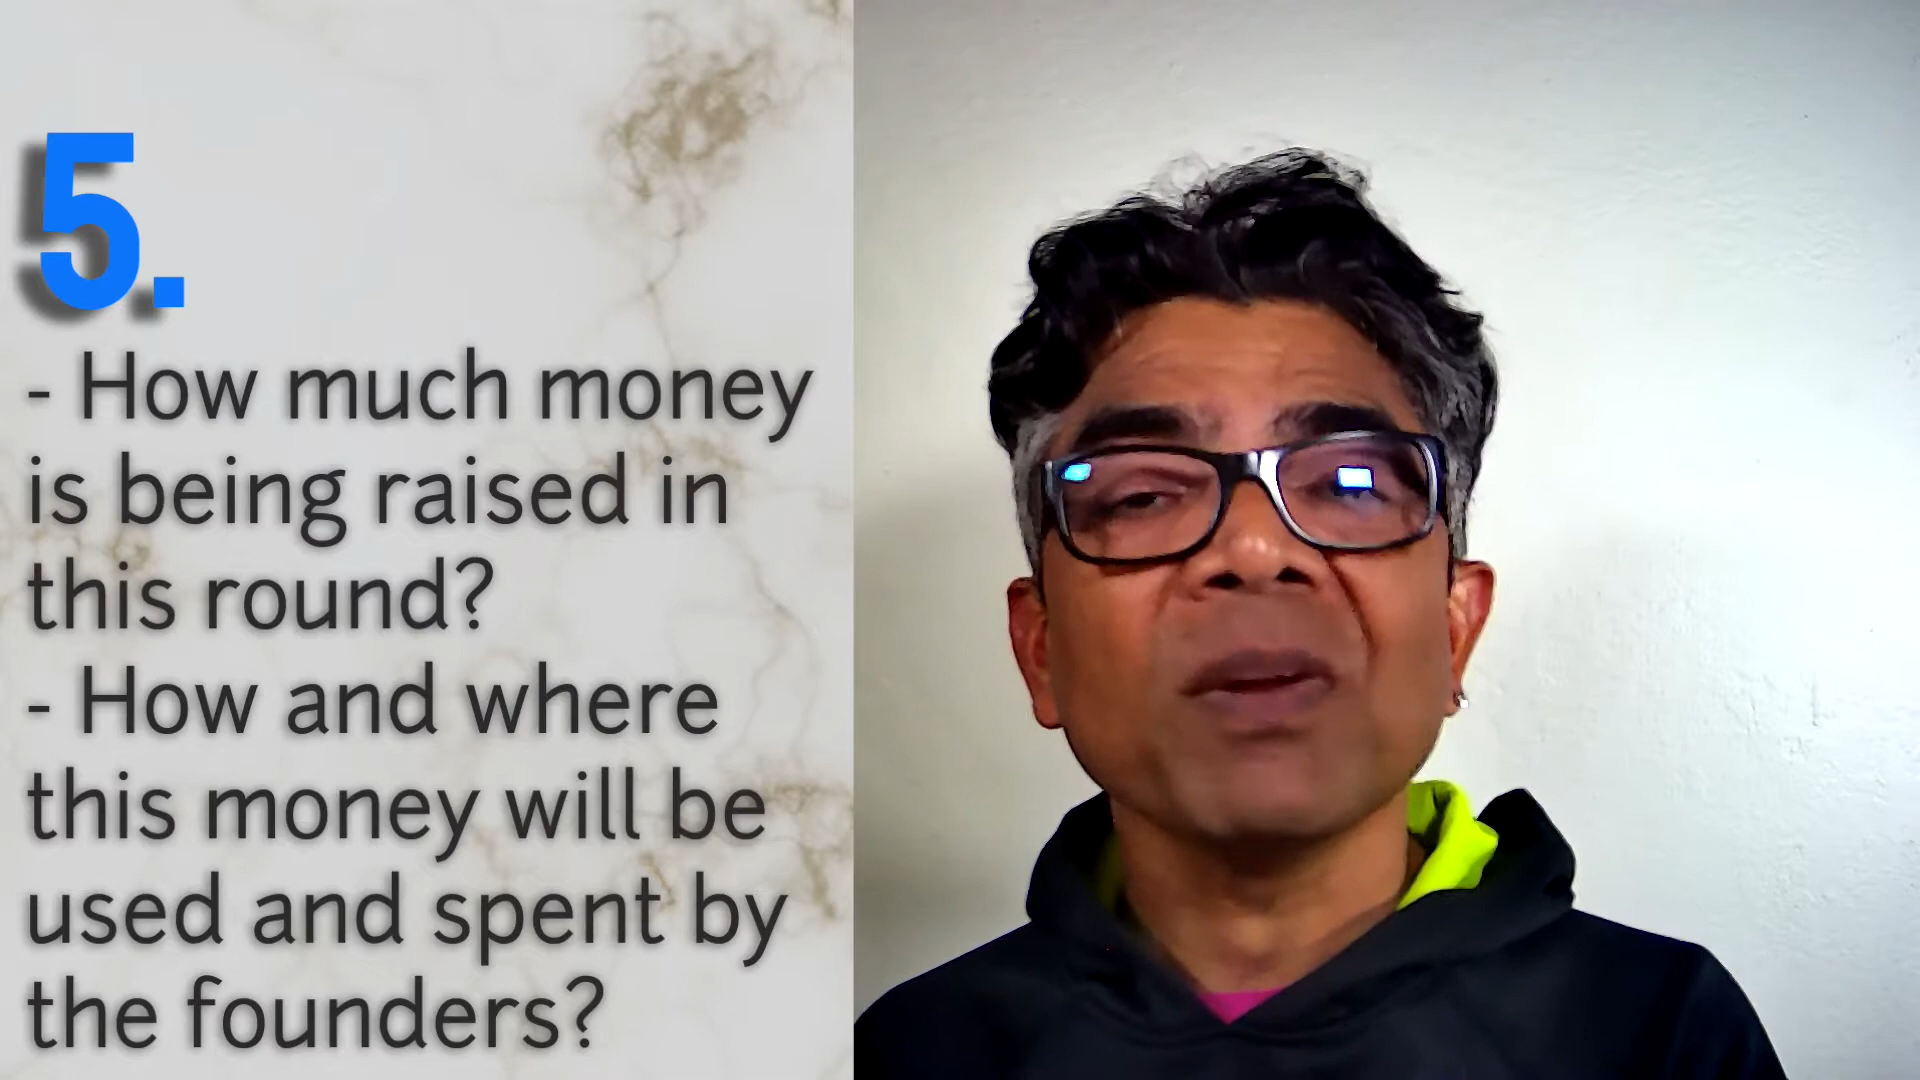 5.
- How much money
is being raised in
this round?
- How and where
this money will be
used and spent by
the founders?